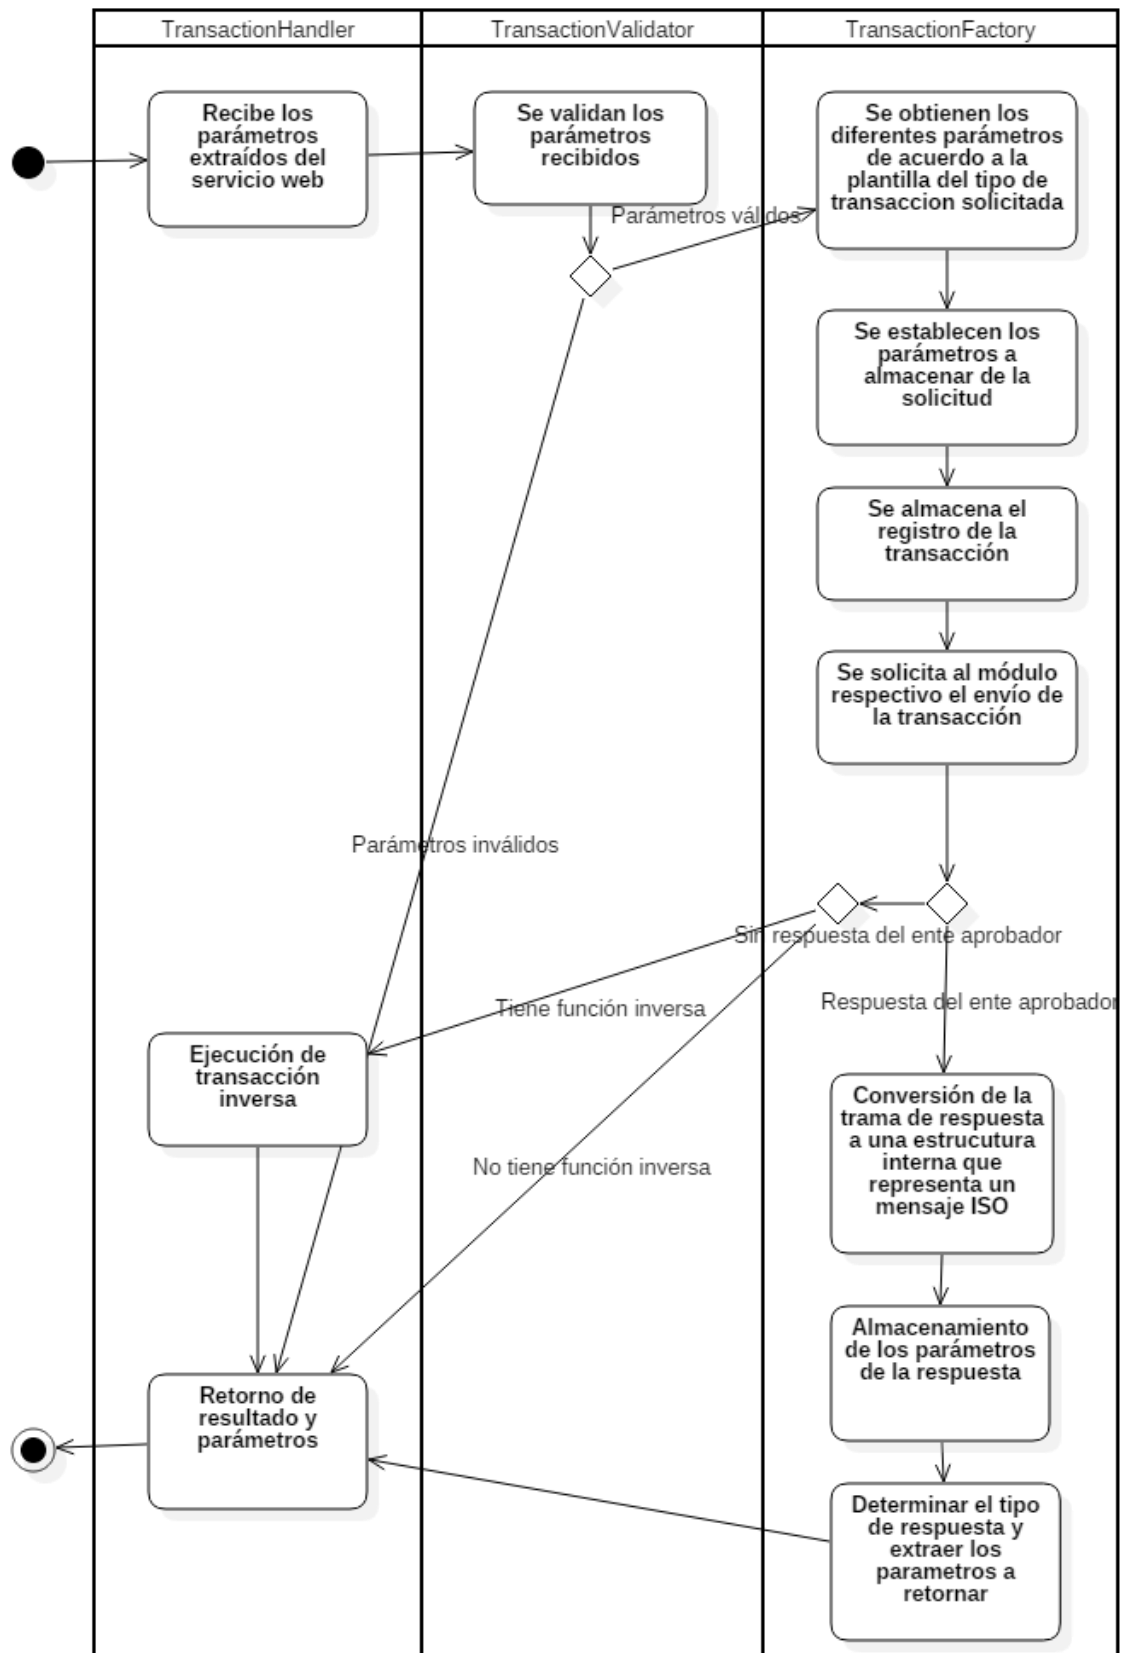 TransactionHandler
TransactionValidator
TransactionFactory
Recibe los
parámetros
extraídos del
servicio web
Se validan los
parámetros
recibidos
Se obtienen los
diferentes parámetros
de acuerdo a la
plantilla del tipo de
transaccion solicitada
Parámetros válidos
Se establecen los
parámetros a
almacenar de la
solicitud
Se almacena el
registro de la
transacción
Se solicita al módulo
respectivo el envío de
la transacción
Parámetros inválidos
Sin respuesta del ente aprobador
Tiene función inversa
Respuesta del ente aprobador
Ejecución de
transacción
inversa
Conversión de la
trama de respuesta
a una estrucutura
interna que
representa un
mensaje ISO
No tiene función inversa
Almacenamiento
de los parámetros
de la respuesta
Retorno de
resultado y
parámetros
Determinar el tipo
de respuesta y
extraer los
parametros a
retornar